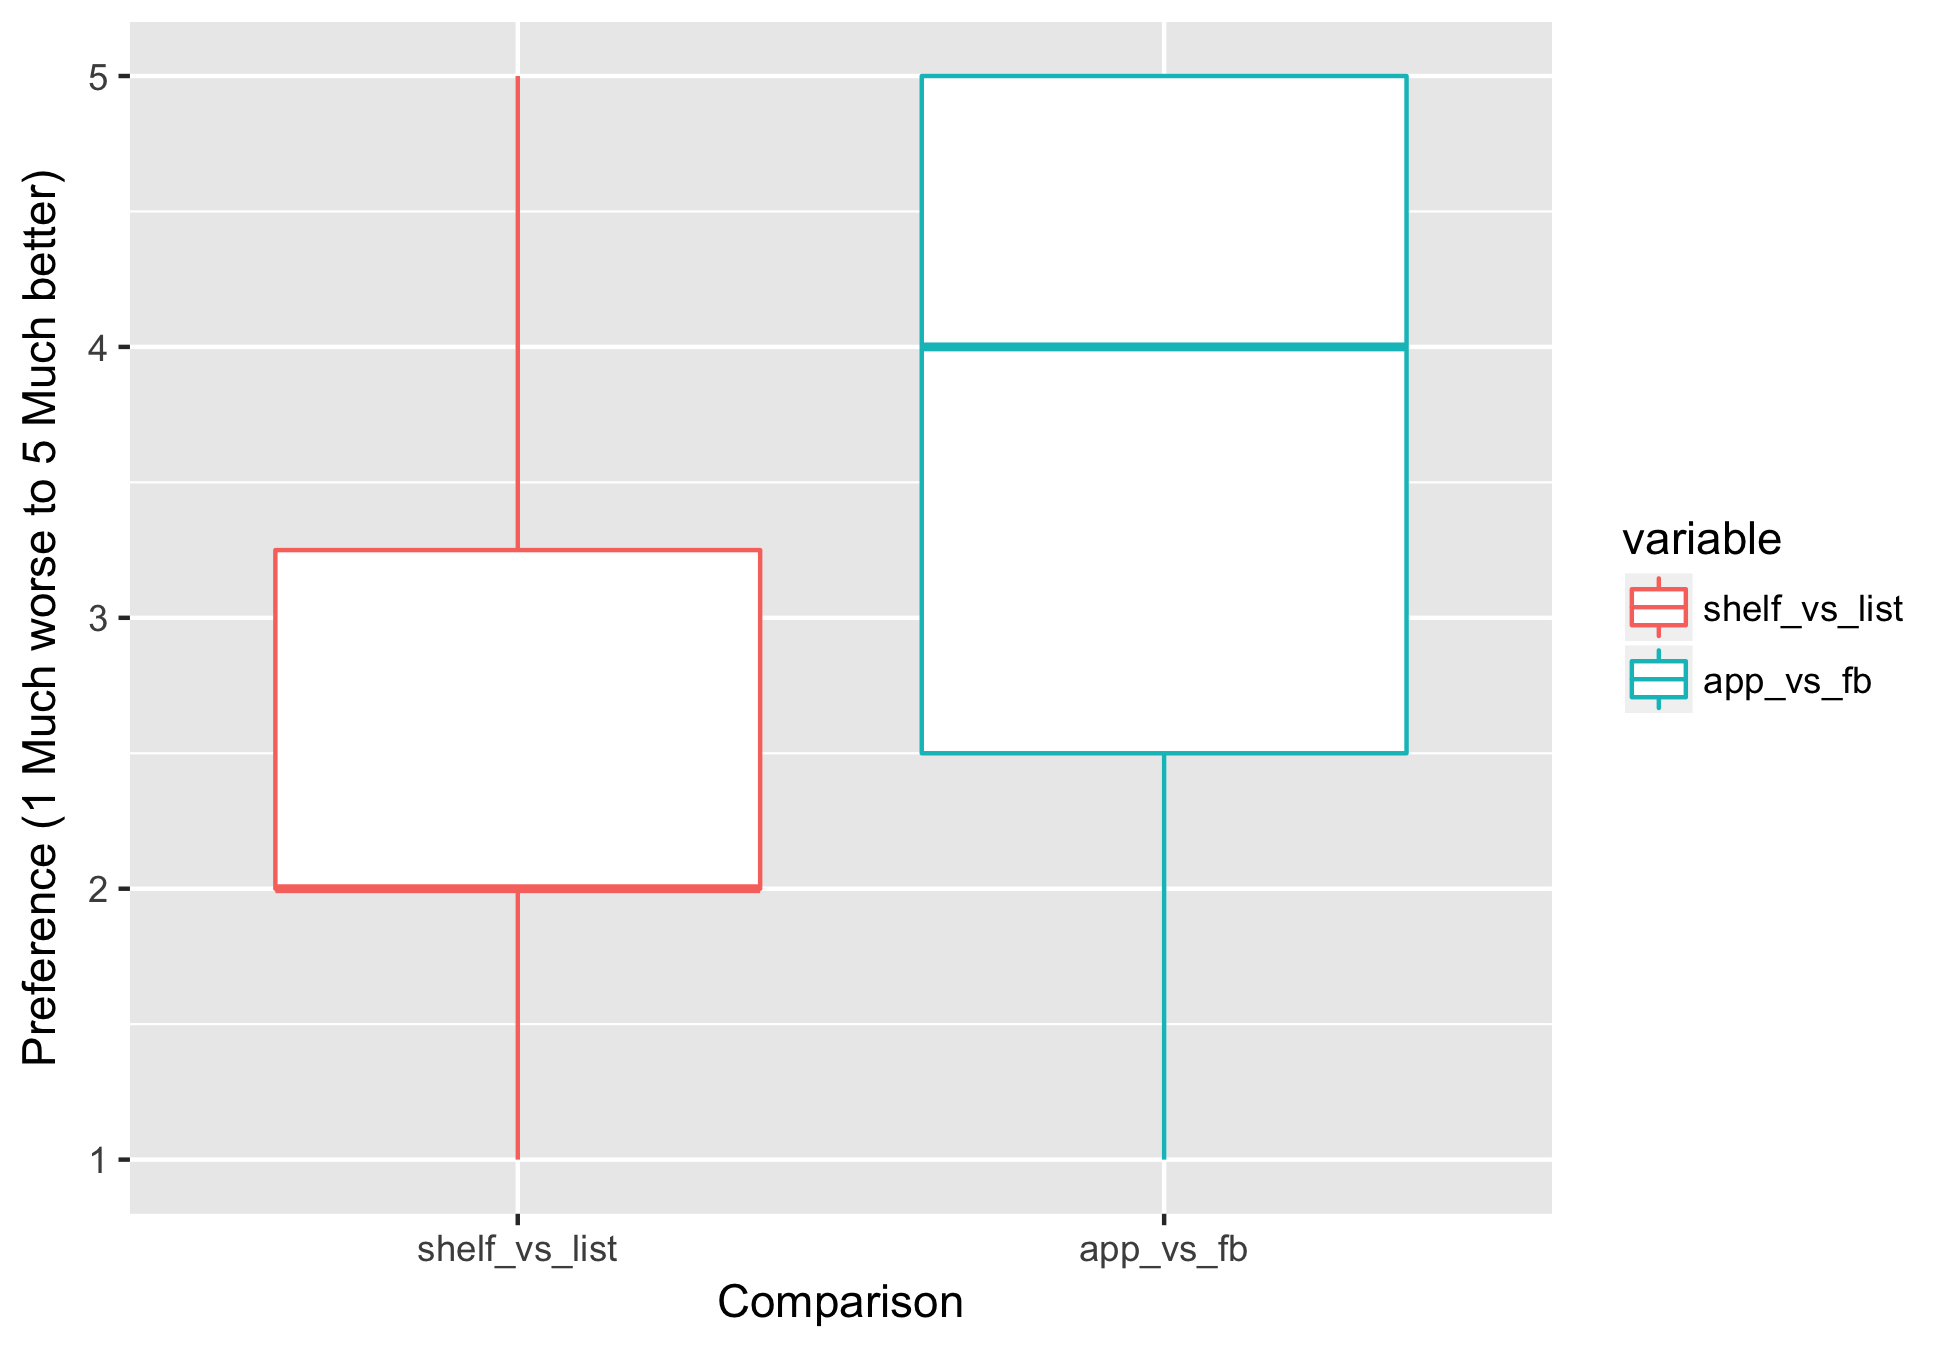 Preference (1 Much worse to 5 Much better)
5
4
3
2
1
shelf_vs_list
app_vs_fb
Comparison
variable
shelf_vs_list
app_vs_fb